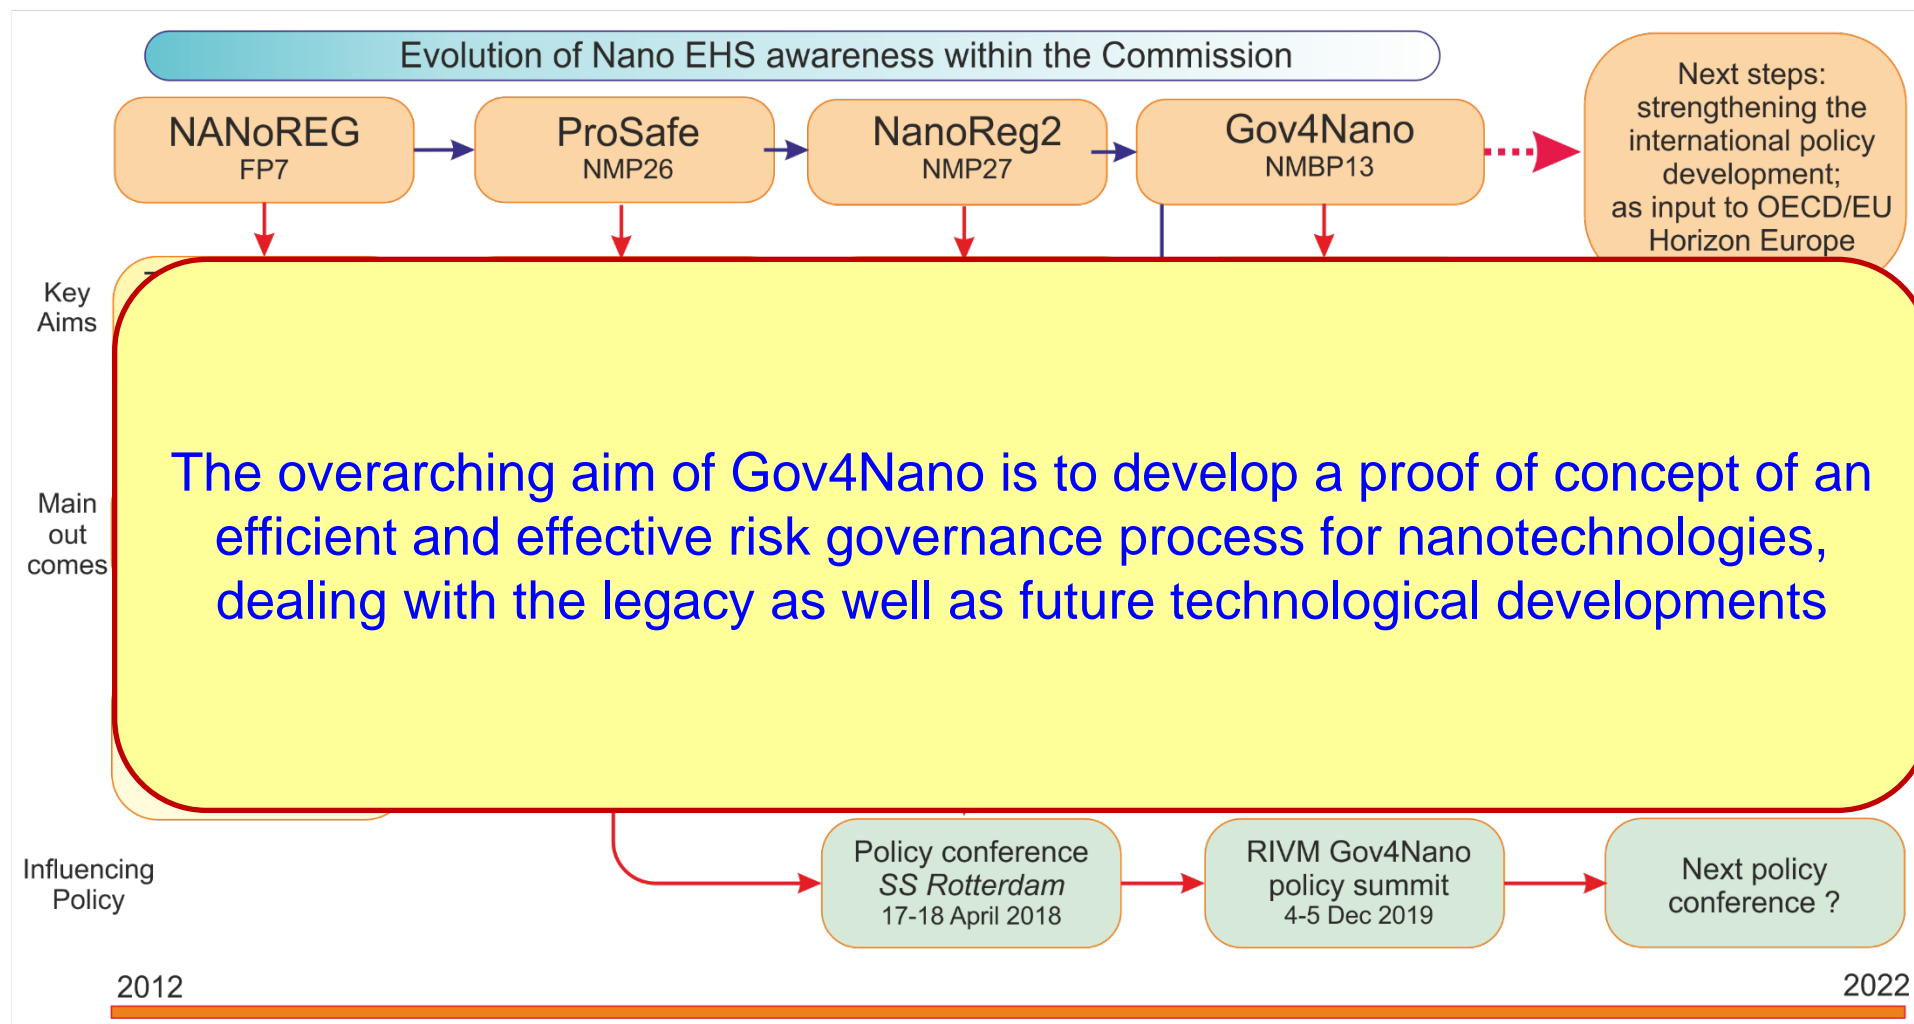 Evolution of Nano EHS awareness within the Commission
NANoREG
FP7
ProSafe
NMP26
NanoReg2
NMP27
Gov4Nano
NMBP13
Next steps:
strengthening the
international policy
development;
as input to OECD/EU
Horizon Europe
Key
Aims
Main
out
comes
The overarching aim of Gov4Nano is to develop a proof of concept of an
efficient and effective risk governance process for nanotechnologies,
dealing with the legacy as well as future technological developments
Influencing
Policy
Policy conference
SS Rotterdam
17-18 April 2018
RIVM Gov4Nano
policy summit
4-5 Dec 2019
Next policy
conference ?
2012
2022